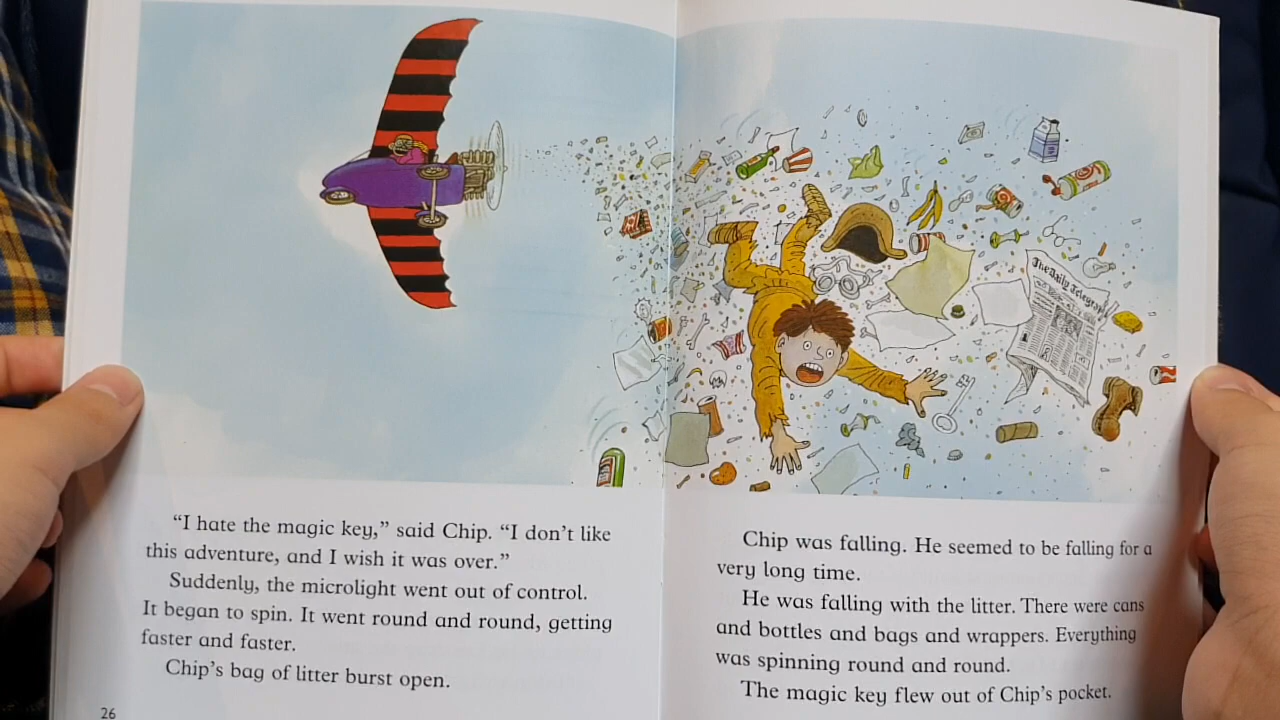 The Daily Telegraph
"I hate the magic key," said Chip. "I don't like
this adventure, and I wish it was over."
Suddenly, the microlight went out of control.
It began to spin. It went round and round, getting
faster and faster.
Chip's bag of litter burst open.
26
Chip was falling. He seemed to be falling for a
very long time.
He was falling with the litter. There were cans
and bottles and bags and wrappers. Everything
was spinning round and round.
The magic key flew out of Chip's pocket.